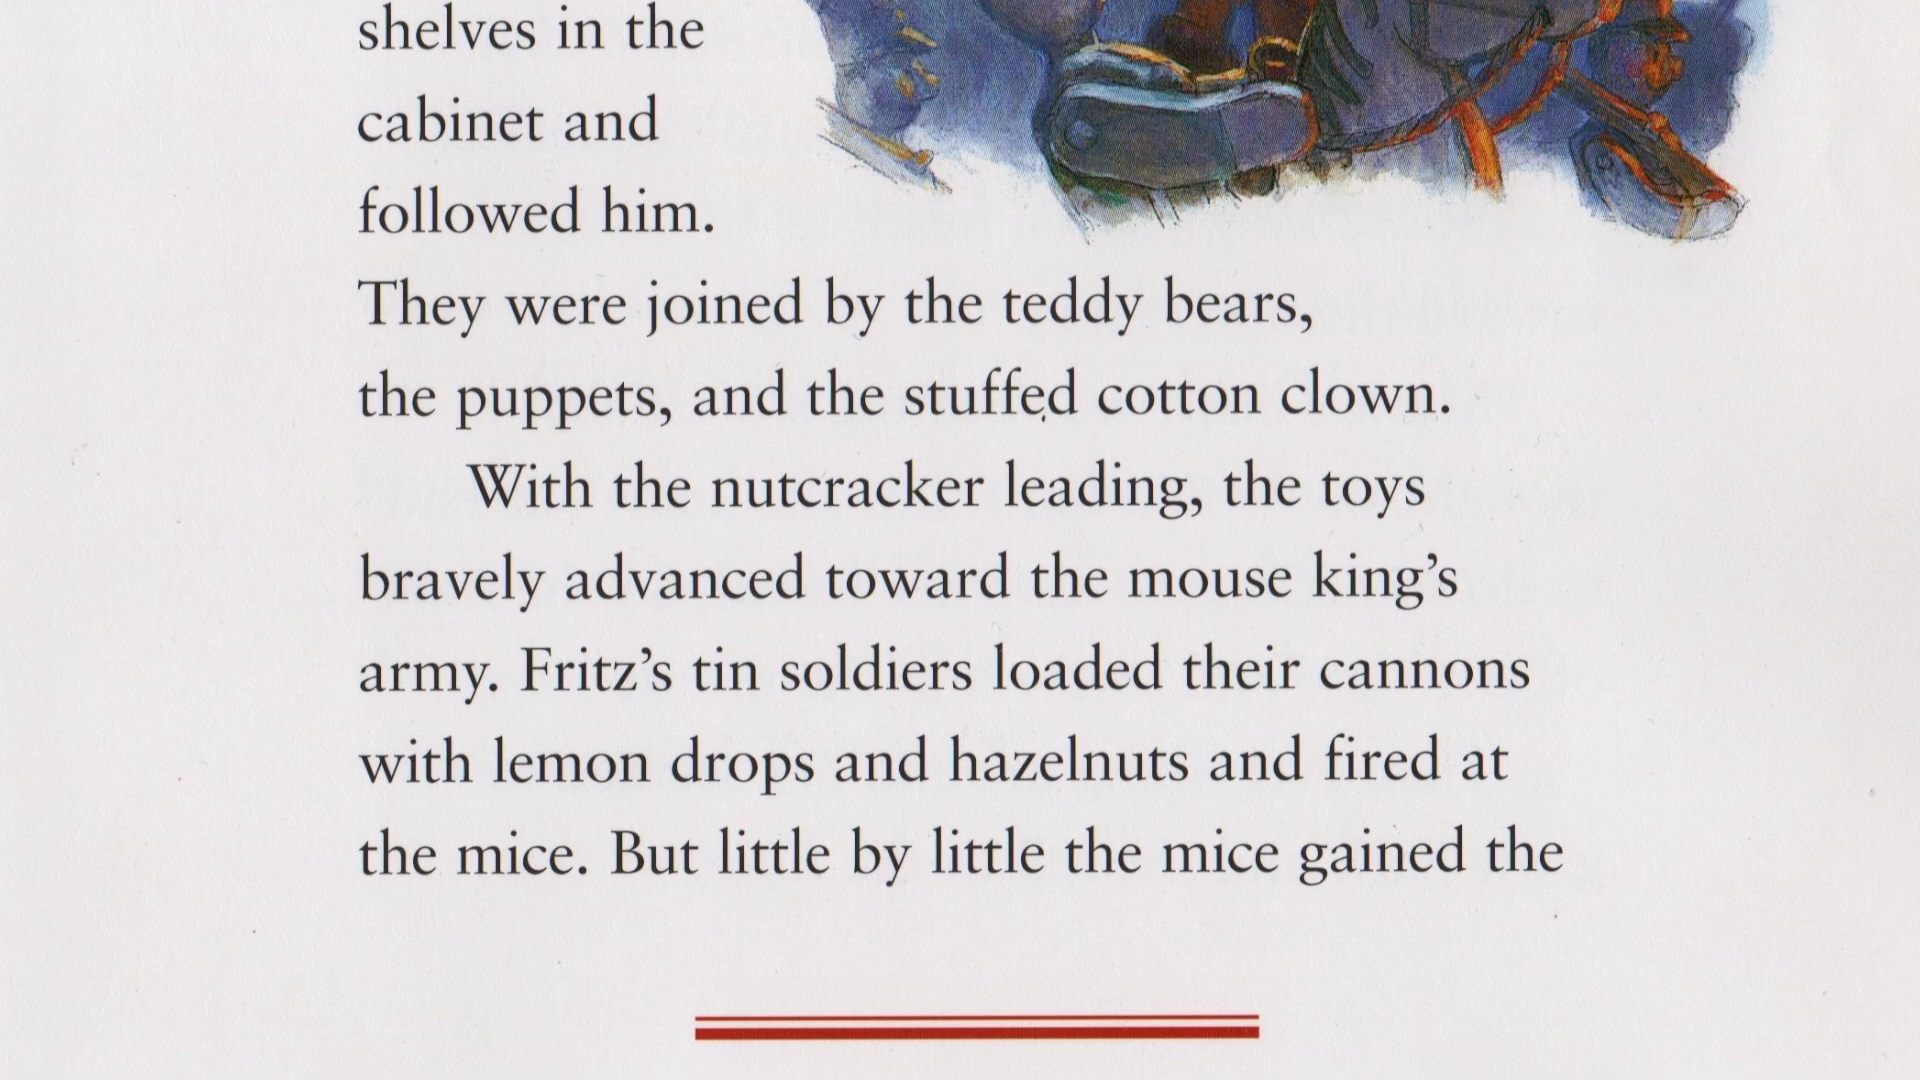 shelves in the
cabinet and
followed him.
They were joined by the teddy bears,
the puppets, and the stuffed cotton clown.
With the nutcracker leading, the toys
bravely advanced toward the mouse king’s
army. Fritz’s tin soldiers loaded their cannons
with lemon drops and hazelnuts and fired at
the mice. But little by little the mice gained the